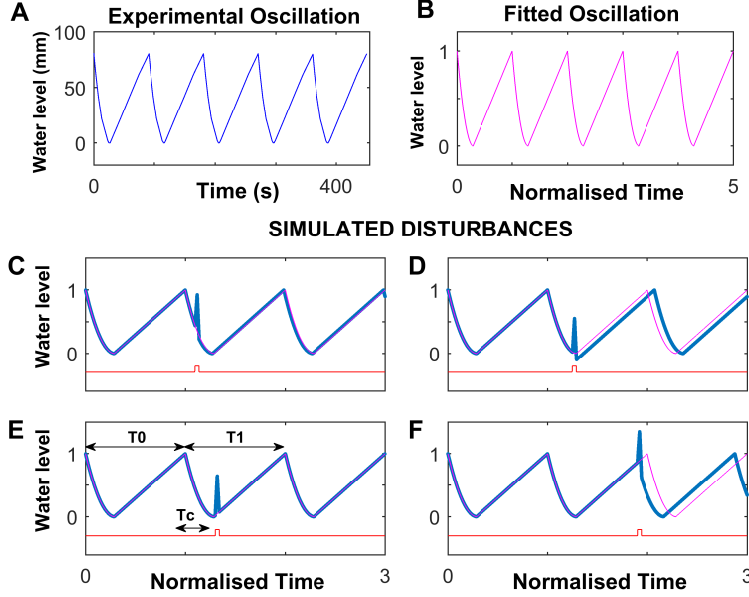 A
Experimental Oscillation
B
Fitted Oscillation
Water level (mm)
100
50
0
0
400
Time (s)
Water level
1
0
0
5
Normalised Time
SIMULATED DISTURBANCES
C
Water level
1
0
D
1
0
E
Water level
1
0
T0
T1
Tc
0
3
Normalised Time
F
1
0
0
3
Normalised Time